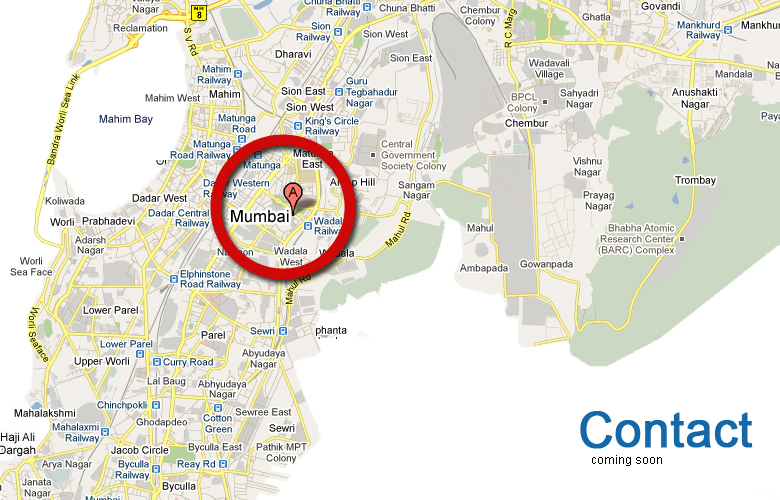 Nagar
Reclamation
NH
8
S V Rd
Chuna Bhatti
Chuna
Bhatti
Chembur
Colony
R C Marg
Ghatla
Govandi
Mankhurd
Railway
Mankhurd
Dharavi
Sion West
Sion East
Wadavali
Village
Mandala
Bandra Worli Sea Link
Mahim
Railway
Mahim
Mahim West
Sion East
Sion West
Guru
Tegbahadur
Nagar
BPCL
Colony
Sahyadri
Nagar
Anushakti
Nagar
Mahim Bay
Matunga
Road
Matunga
Road Railway
King's Circle
Railway
Chembur
Matunga
Matunga
East
Central
Government
Society Colony
Vishnu
Nagar
Trombay
Dadar West
Dadar Western
Railway
A
Antop Hill
Sangam
Nagar
Prayag
Nagar
Koliwada
Worli
Prabhadevi
Dadar Central
Railway
Mumbai
Wadala
Railway
Mahul Rd
Mahul
Bhabha Atomic
Research Center
(BARC) Complex
Adarsh
Nagar
Naigaon
Wadala
West
Wadala
Ambapada
Gowanpada
Worli
Sea Face
Elphinstone
Road Railway
Mahul Rd
Worli Seaface
Lower Parel
Parel
Sewri
phanta
Lower Parel
Upper Worli
Curry Road
Abyudaya
Nagar
Lal Baug
Abhyudaya
Nagar
Chinchpokli
Mahalakshmi
Cotton
Green
Sewree East
Contact
coming soon
Mahalaxmi
Railway
Ghodapdeo
Sewri
Haji Ali
Dargah
Jacob Circle
Byculla East
Pathik MPT
Colony
Arya Nagar
Byculla
Reay Rd
Janata
Nagar
Byculla